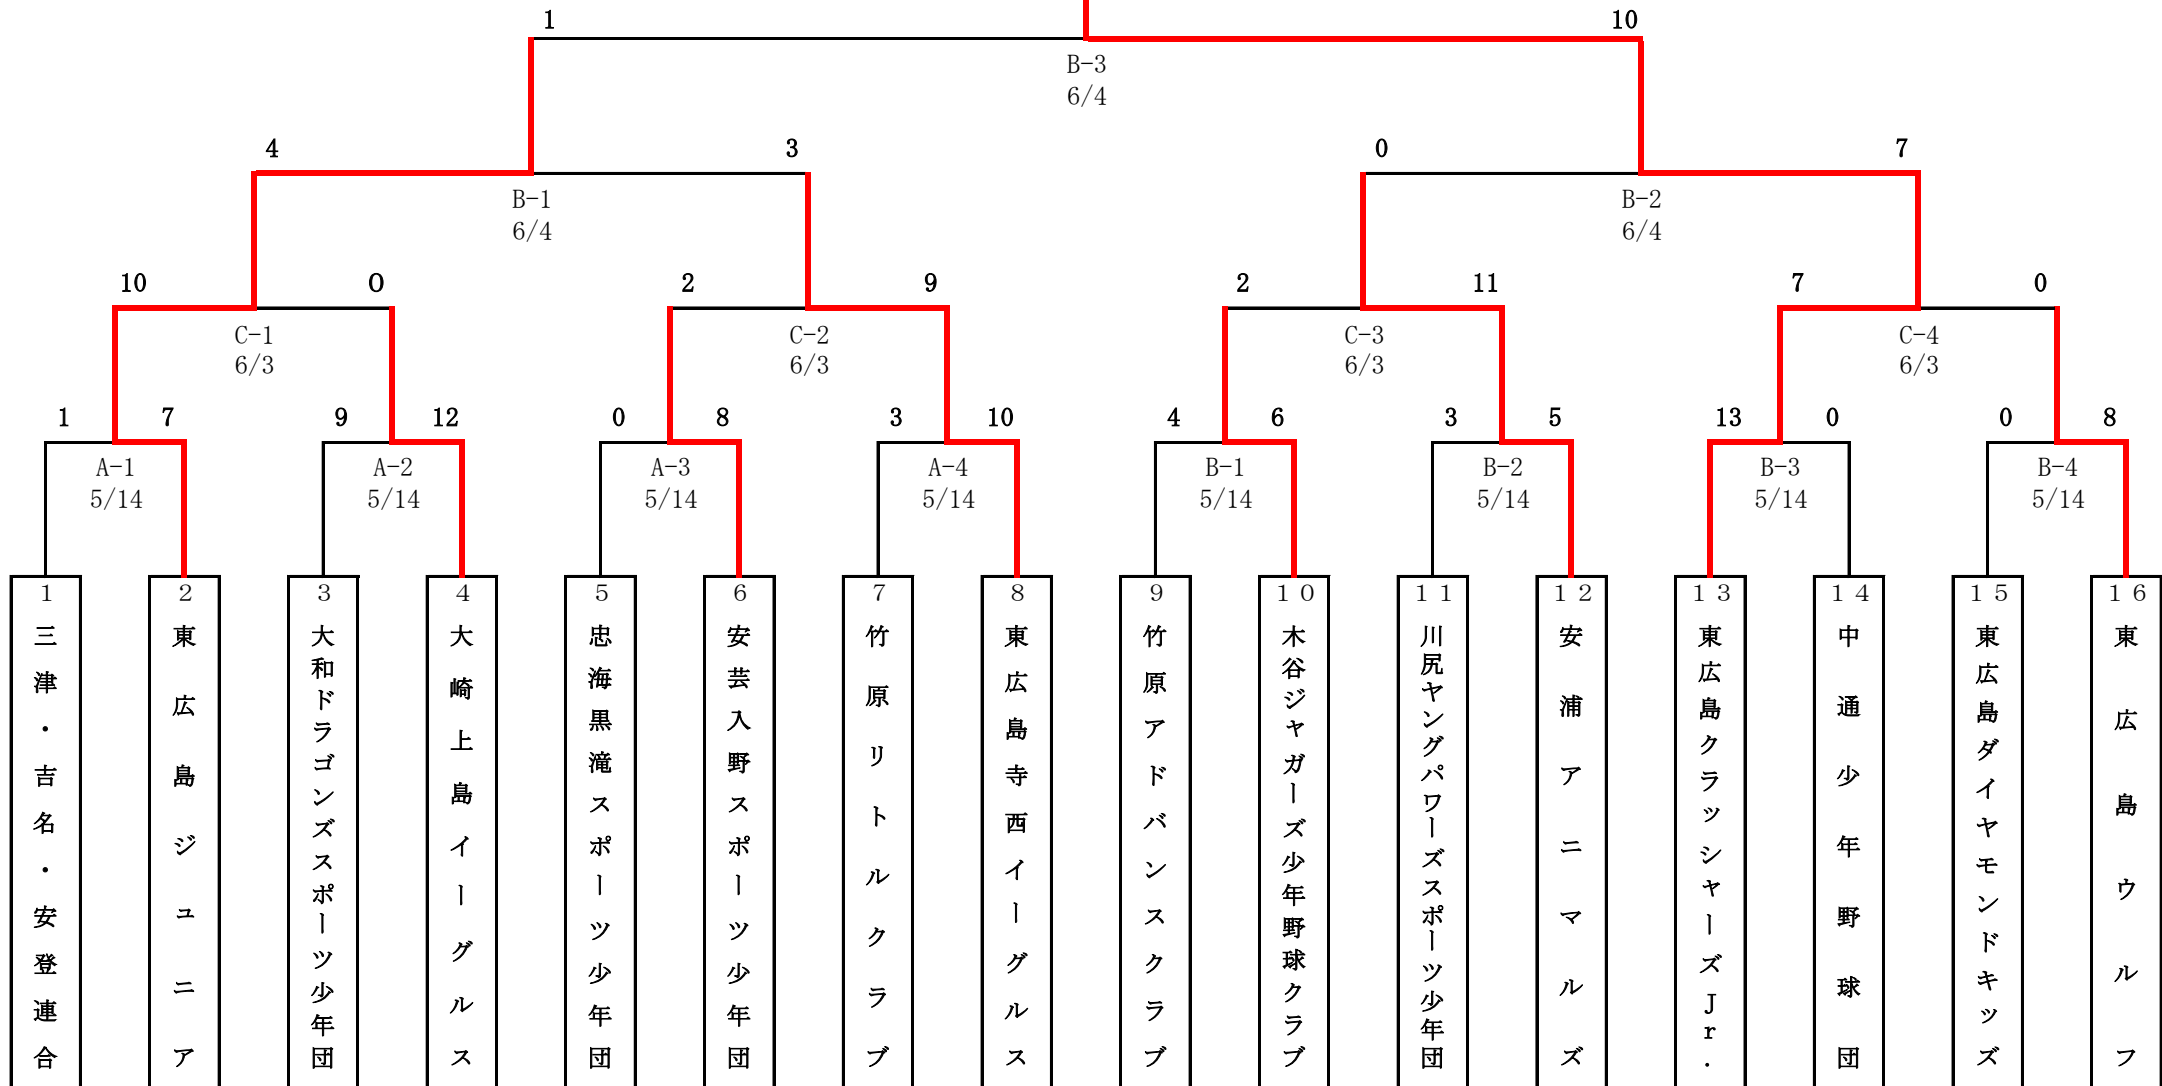 1 10
B-3
6/4
4 3 0 7
B-1 B-2
6/4 6/4
10 0 2 9 2 11 7 0
C-1 C-2 C-3 C-4
6/3 6/3 6/3 6/3
1 7 9 12 0 8 3 10 4 6 3 5 13 0 0 8
A-1 A-2 A-3 A-4 B-1 B-2 B-3 B-4
5/14 5/14 5/14 5/14 5/14 5/14 5/14 5/14
1
三津・吉名・安登連合
2
東広島ジュニア
3
大和ドラゴンズスポーツ少年団
4
大崎上島イーグルス
5
忠海黒滝スポーツ少年団
6
安芸入野スポーツ少年団
7
竹原リトルクラブ
8
東広島寺西イーグルス
9
竹原アドバンスクラブ
10
木谷ジャガーズ少年野球クラブ
11
川尻ヤングパワーズスポーツ少年団
12
安浦アニマルズ
13
東広島クラッシャーズJr.
14
中通少年野球団
15
東広島ダイヤモンドキッズ
16
東広島ウルフ